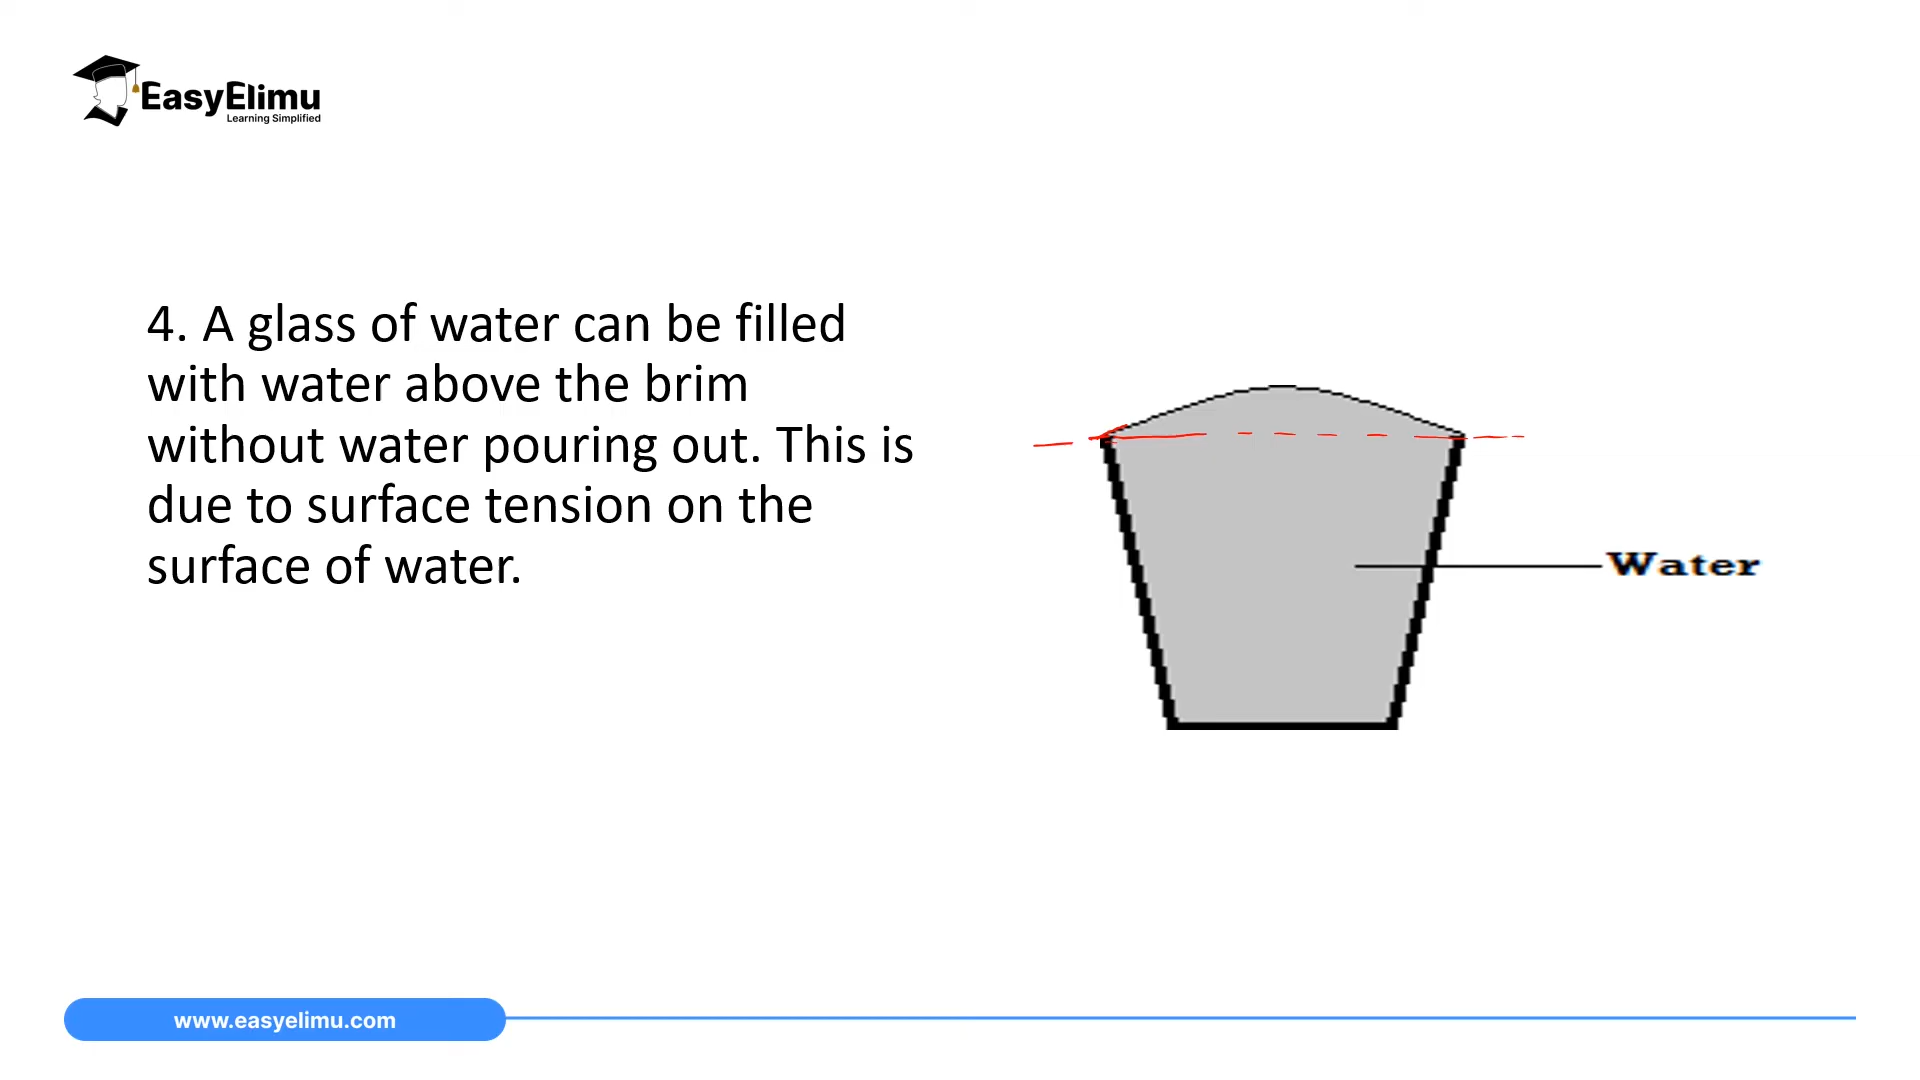 EasyElimu
Learning Simplified
4. A glass of water can be filled
with water above the brim
without water pouring out. This is
due to surface tension on the
surface of water.
Water
www.easyelimu.com